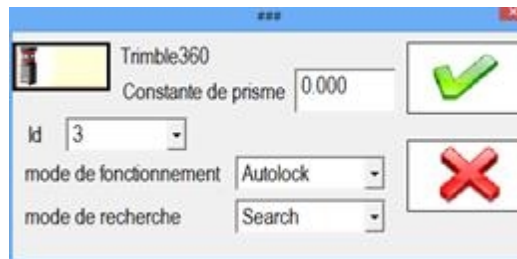 ###
Trimble360
Constante de prisme 0.000
Id 3
mode de fonctionnement Autolock
mode de recherche Search